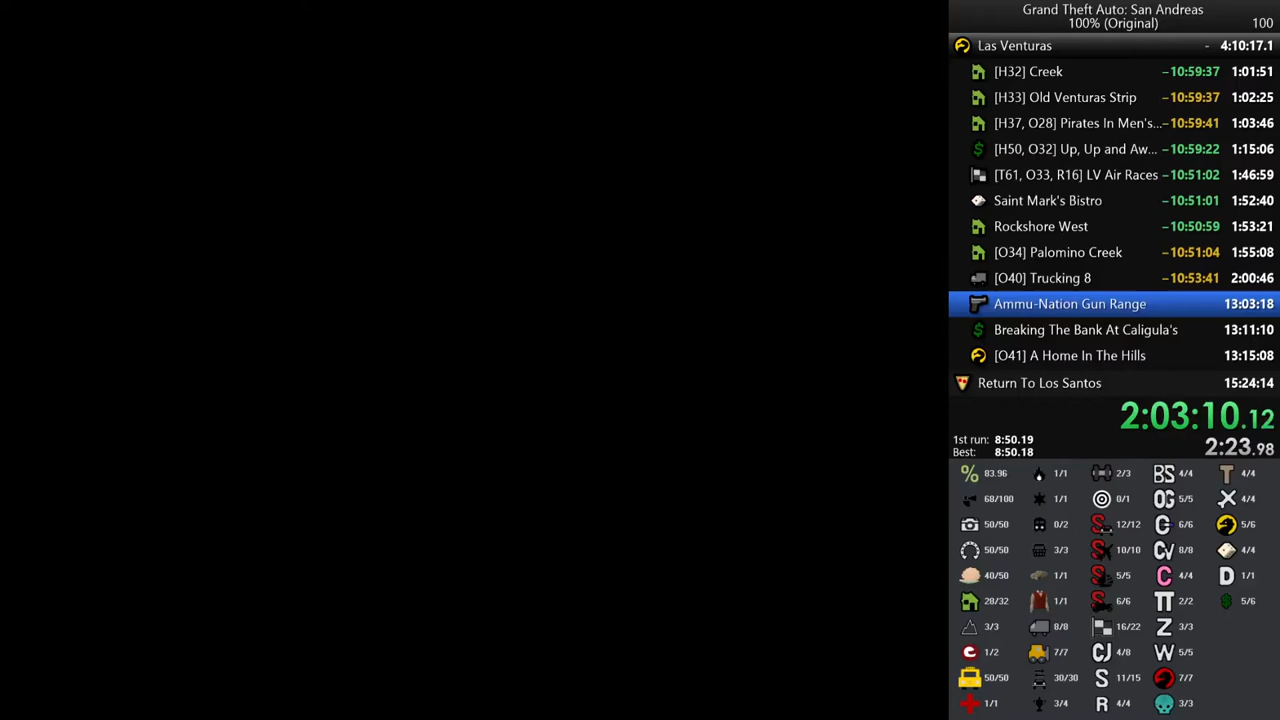 Grand Theft Auto: San Andreas
100% (Original) 100
Las Venturas - 4:10:17.1
[H32] Creek −10:59:37 1:01:51
[H33] Old Venturas Strip −10:59:37 1:02:25
[H37, O28] Pirates In Men's... −10:59:41 1:03:46
[H50, O32] Up, Up and Aw... −10:59:22 1:15:06
[T61, O33, R16] LV Air Races −10:51:02 1:46:59
Saint Mark's Bistro −10:51:01 1:52:40
Rockshore West −10:50:59 1:53:21
[O34] Palomino Creek −10:51:04 1:55:08
[O40] Trucking 8 −10:53:41 2:00:46
Ammu-Nation Gun Range 13:03:18
Breaking The Bank At Caligula's 13:11:10
[O41] A Home In The Hills 13:15:08
Return To Los Santos 15:24:14
2:03:10.12
1st run: 8:50.19
Best: 8:50.18
2:23.98
% 83.96 1/1 2/3 BS 4/4 T 4/4
68/100 1/1 0/1 OG 5/5 4/4
50/50 0/2 S 12/12 C 6/6 5/6
50/50 3/3 S 10/10 CV 8/8 4/4
40/50 1/1 S 5/5 C 4/4 D 1/1
28/32 1/1 S 6/6 2/2 5/6
3/3 8/8 16/22 Z 3/3
1/2 7/7 CJ 4/8 W 5/5
50/50 30/30 S 11/15 7/7
1/1 3/4 R 4/4 3/3